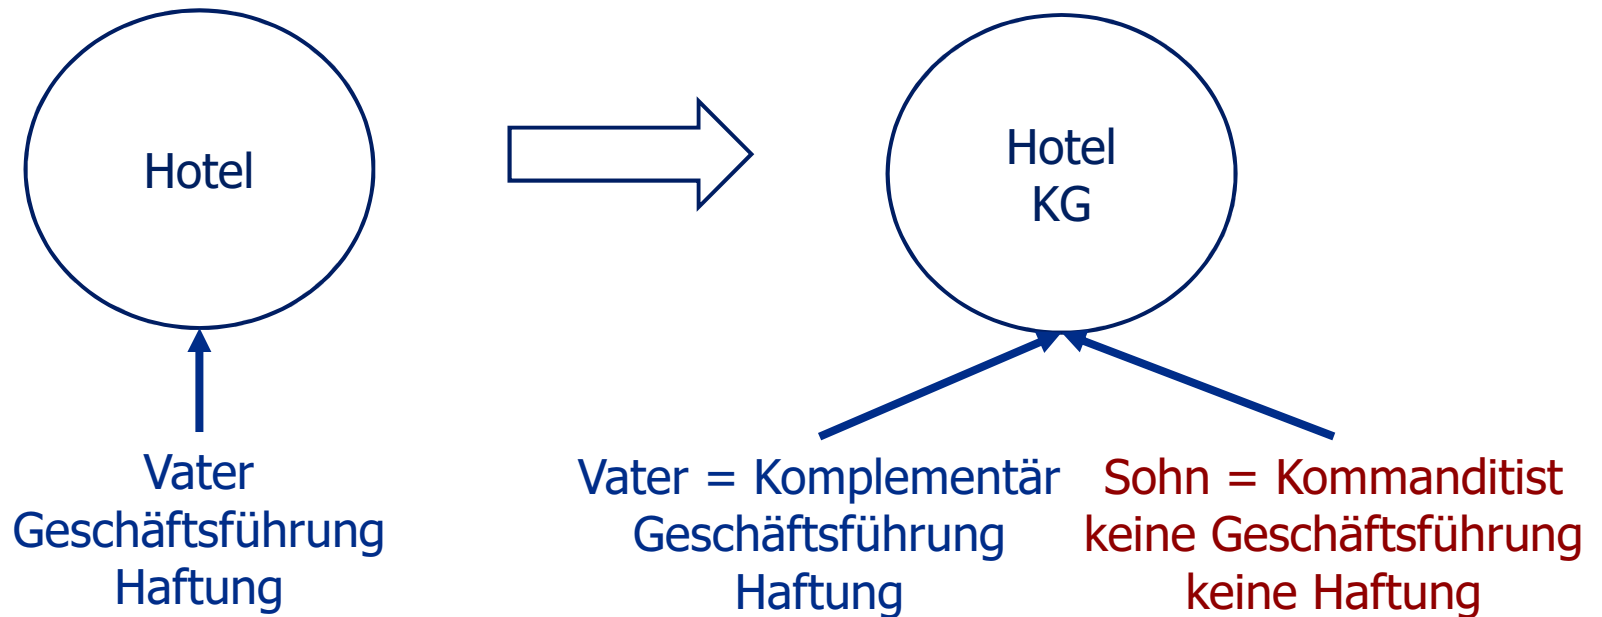 Hotel
Hotel
KG
Vater
Geschäftsführung
Haftung
Vater = Komplementär
Geschäftsführung
Haftung
Sohn = Kommanditist
keine Geschäftsführung
keine Haftung